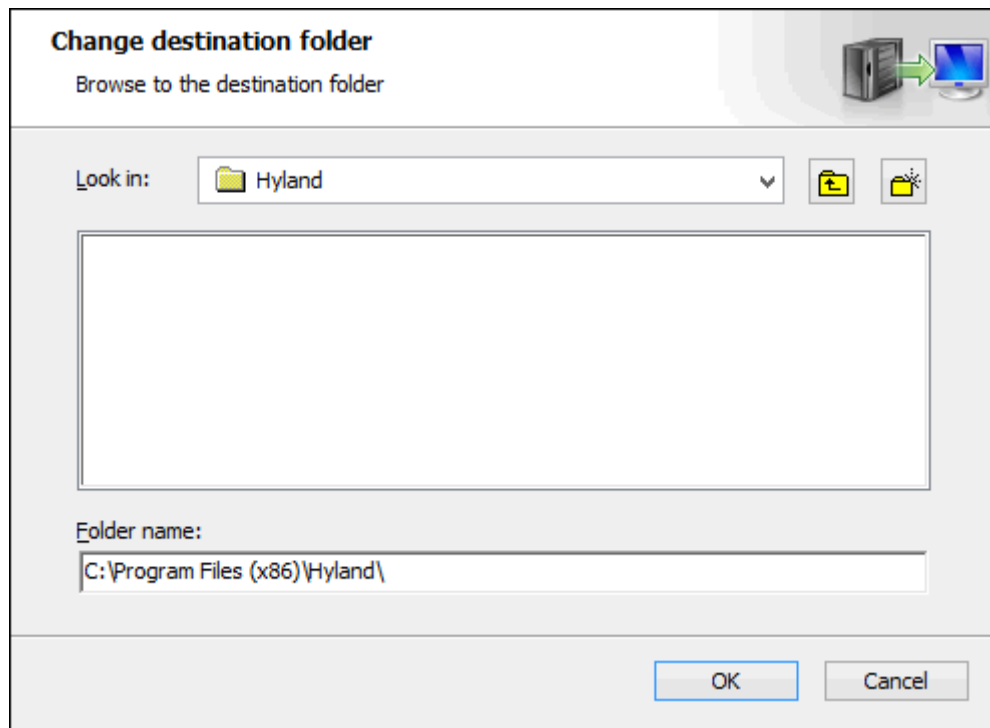 Change destination folder
Browse to the destination folder
Look in:
Hyland
Folder name:
C:\Program Files (x86)\Hyland\
OK
Cancel